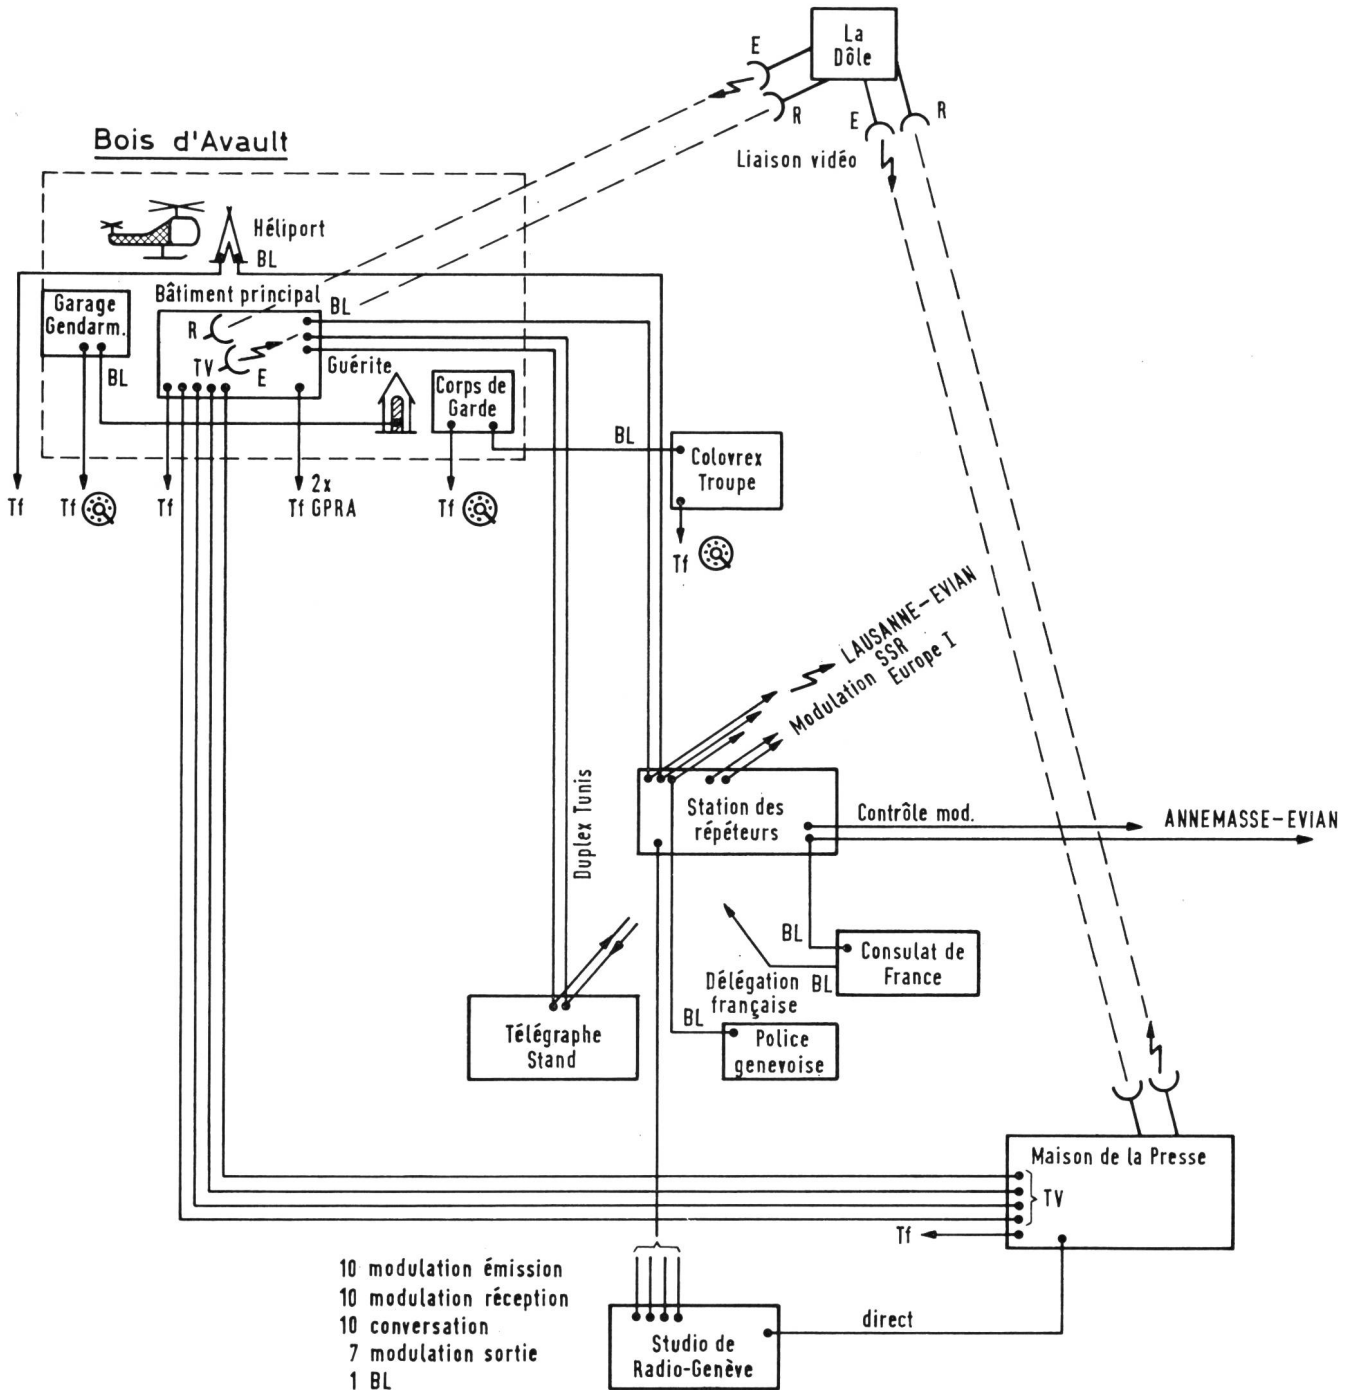 La
Dôle
E
R
E
R
Liaison vidéo
Bois d'Avault
Héliport
BL
Bâtiment principal
BL
Garage
Gendarm.
BL
R
TV
E
Guérite
Corps de
Garde
BL
Colovrex
Troupe
Tf
Tf
Tf
2x
Tf GPRA
Tf
Tf
LAUSANNE-EVIAN
SSR
Modulation
Europe I
Duplex Tunis
Station des
répéteurs
Contrôle mod.
ANNEMASSE-EVIAN
BL
Consulat de
France
Délégation BL
française
BL
Police
genevoise
Télégraphe
Stand
Maison de la Presse
TV
Tf
10 modulation émission
10 modulation réception
10 conversation
7 modulation sortie
1 BL
Studio de
Radio-Genève
direct